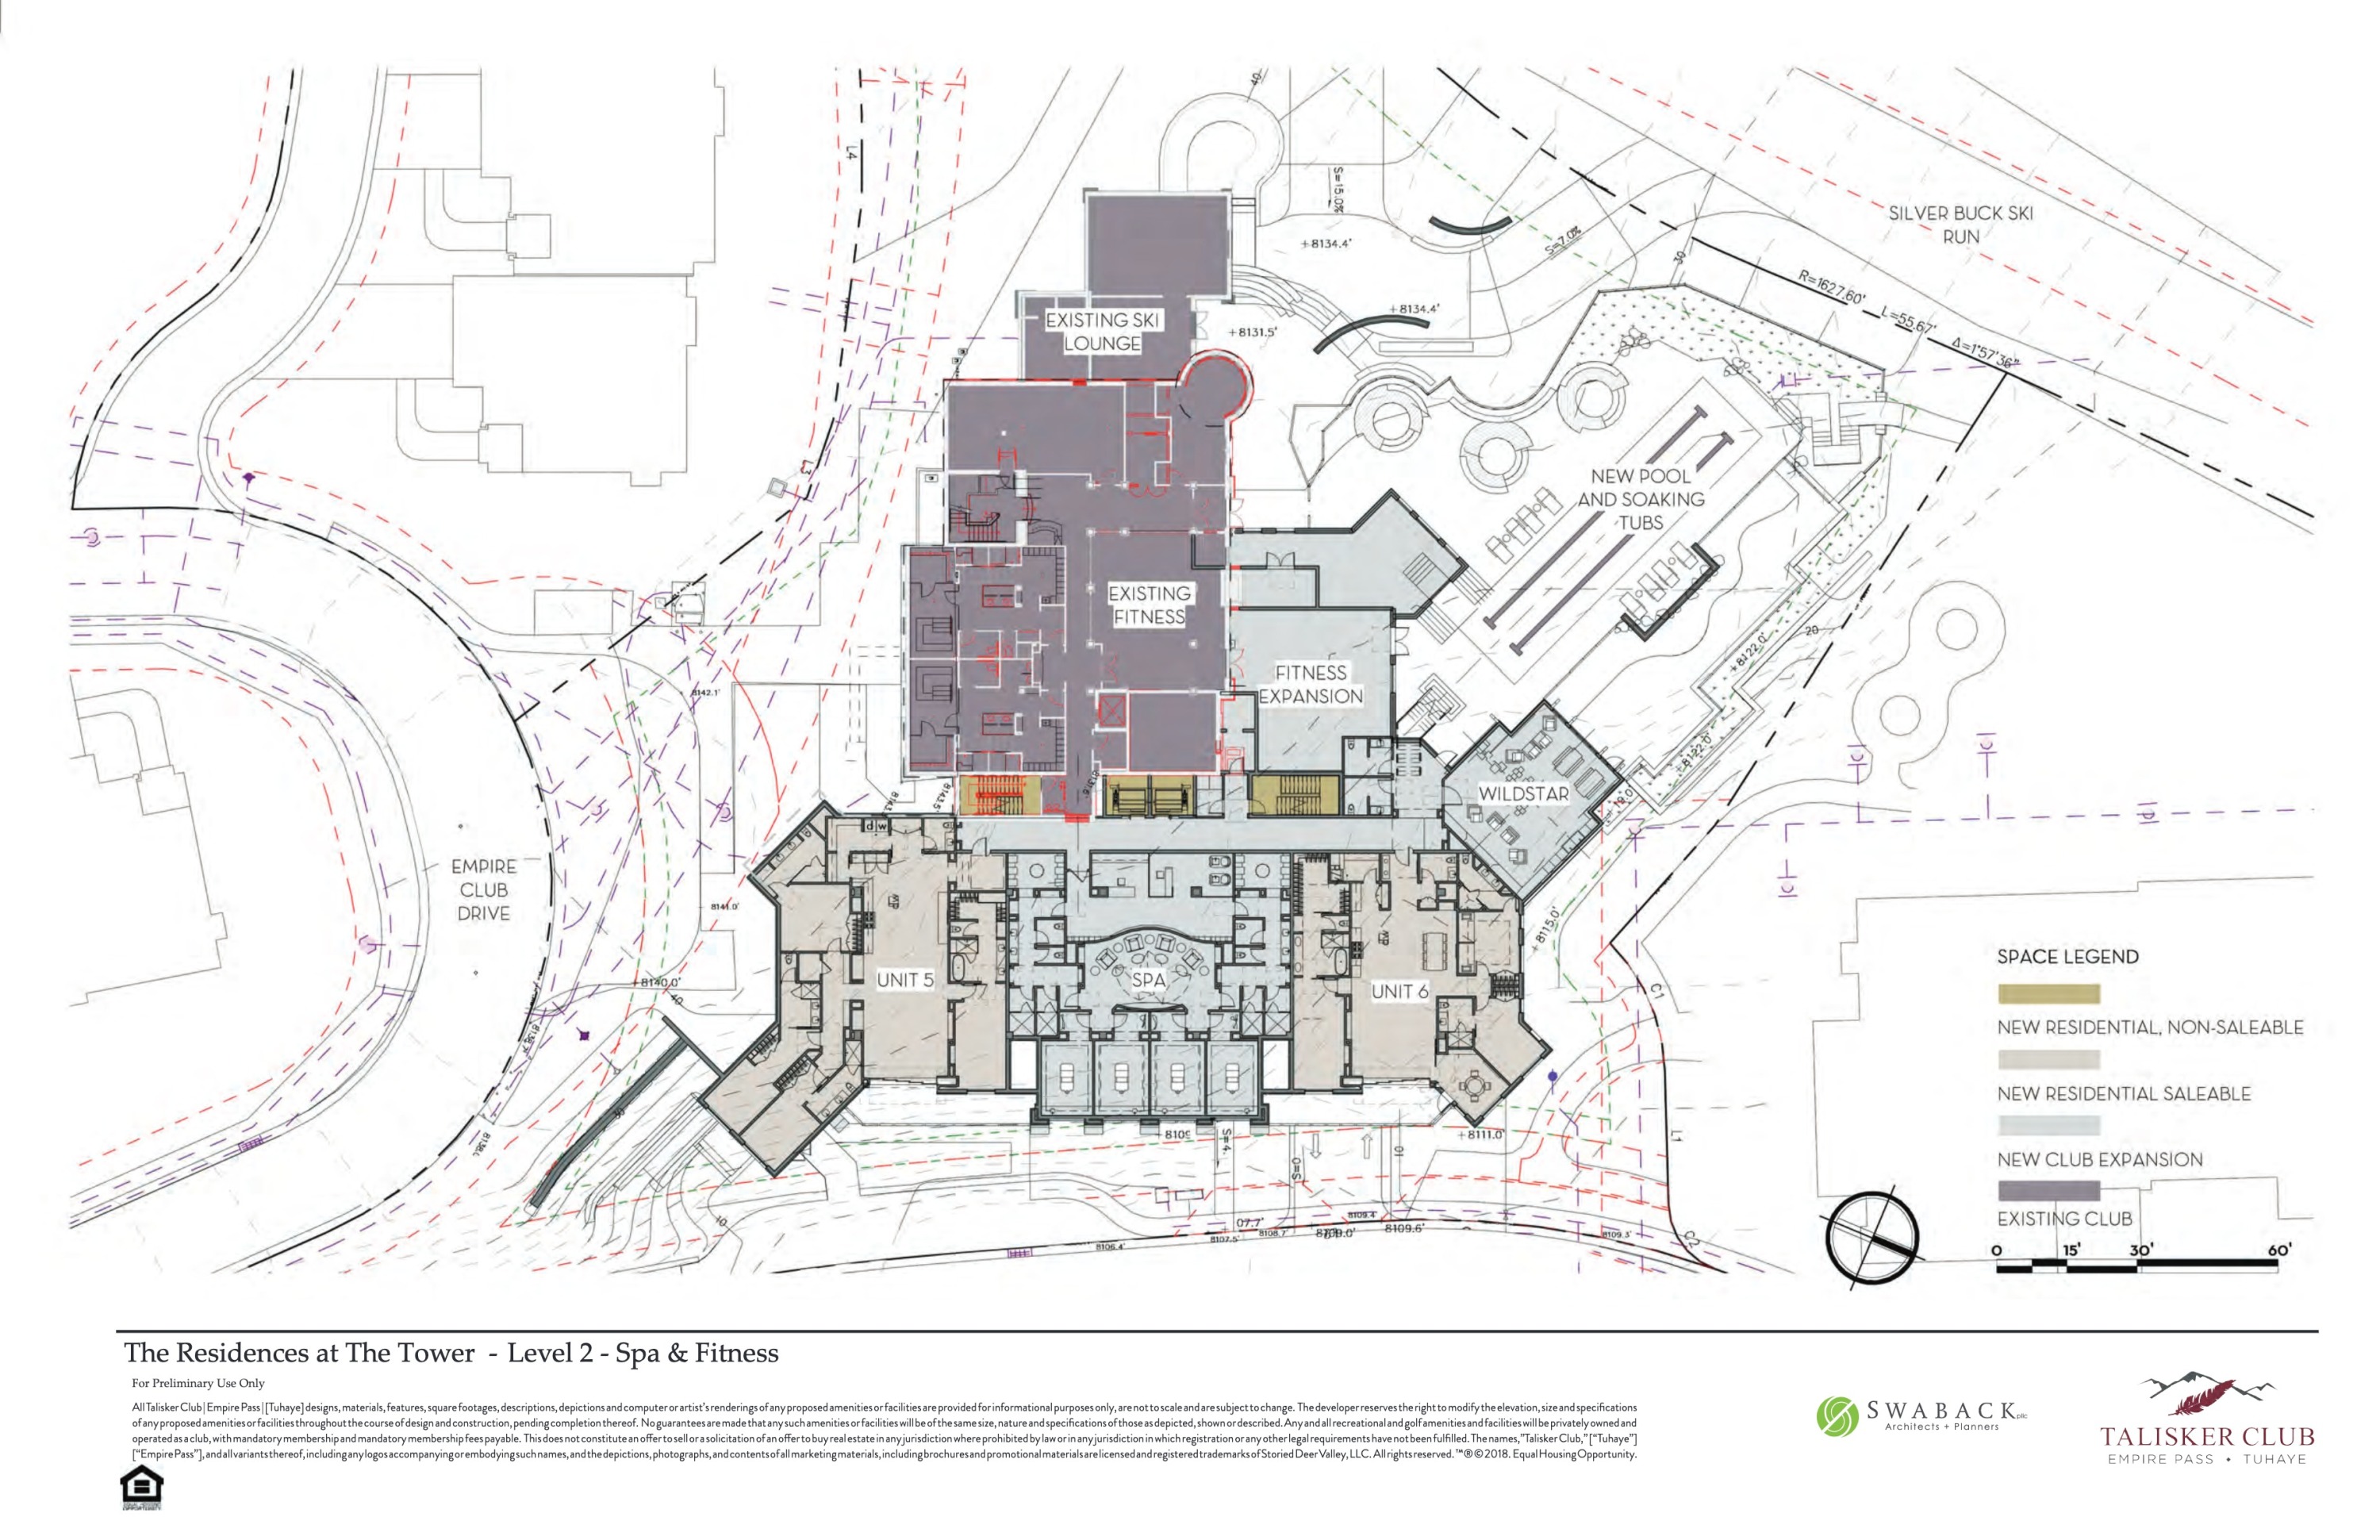 40
L4
S=15.0%
SILVER BUCK SKI
RUN
+8134.4'
S=7.0%
30
R=1627.60'
L=55.67'
Δ=1°57'36"
EXISTING SKI
LOUNGE
+8131.5'
+8134.4'
L3
NEW POOL
AND SOAKING
TUBS
EXISTING
FITNESS
+8122.0'
20
FITNESS
EXPANSION
8142.1'
WILDSTAR
d w
EMPIRE
CLUB
DRIVE
8141.0'
+8115.0'
UNIT 5
SPA
UNIT 6
+8140.0'
40
C1
SPACE LEGEND
NEW RESIDENTIAL, NON-SALEABLE
NEW RESIDENTIAL SALEABLE
NEW CLUB EXPANSION
EXISTING CLUB
0 15' 30' 60'
+8111.0'
L1
10
10
07.7'
8109.4'
8109.6'
8106.4'
8107.5'
8108.7'
8109.3'
C2
The Residences at The Tower - Level 2 - Spa & Fitness
For Preliminary Use Only
All Talisker Club | Empire Pass | [Tuhaye] designs, materials, features, square footages, descriptions, depictions and computer or artist's renderings of any proposed amenities or facilities are provided for informational purposes only, are not to scale and are subject to change. The developer reserves the right to modify the elevation, size and specifications
of any proposed amenities or facilities throughout the course of design and construction, pending completion thereof. No guarantees are made that any such amenities or facilities will be of the same size, nature and specifications of those as depicted, shown or described. Any and all recreational and golf amenities and facilities will be privately owned and
operated as a club, with mandatory membership and mandatory membership fees payable. This does not constitute an offer to sell or a solicitation of an offer to buy real estate in any jurisdiction where prohibited by law or in any jurisdiction in which registration or any other legal requirements have not been fulfilled. The names, "Talisker Club," ["Tuhaye"]
["Empire Pass"], and all variants thereof, including any logos accompanying or embodying such names, and the depictions, photographs, and contents of all marketing materials, including brochures and promotional materials are licensed and registered trademarks of Storied Deer Valley, LLC. All rights reserved. ™®©2018. Equal Housing Opportunity.
SWABACK pllc
Architects + Planners
TALISKER CLUB
EMPIRE PASS • TUHAYE